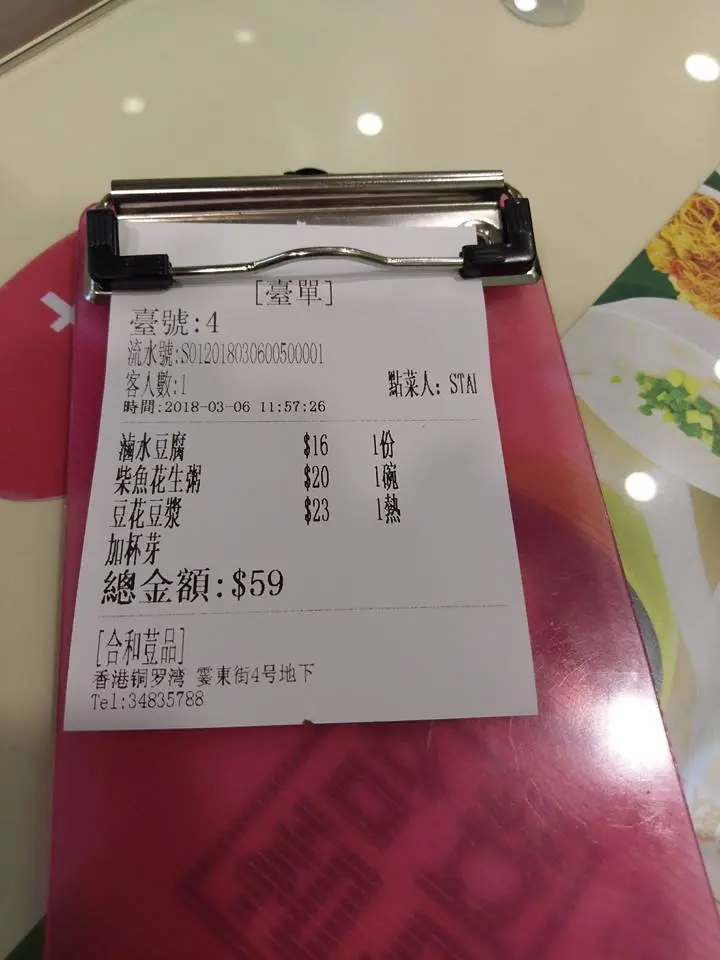 [臺單]
臺號:4
流水號:S012018030600500001
客人數:1 點菜人: STAI
時間:2018-03-06 11:57:26
滷水豆腐 $16 1份
柴魚花生粥 $20 1碗
豆花豆漿 $23 1熱
加杯芽
總金額:$59
[合和荳品]
香港铜罗湾 霎東街4号地下
Tel:34835788